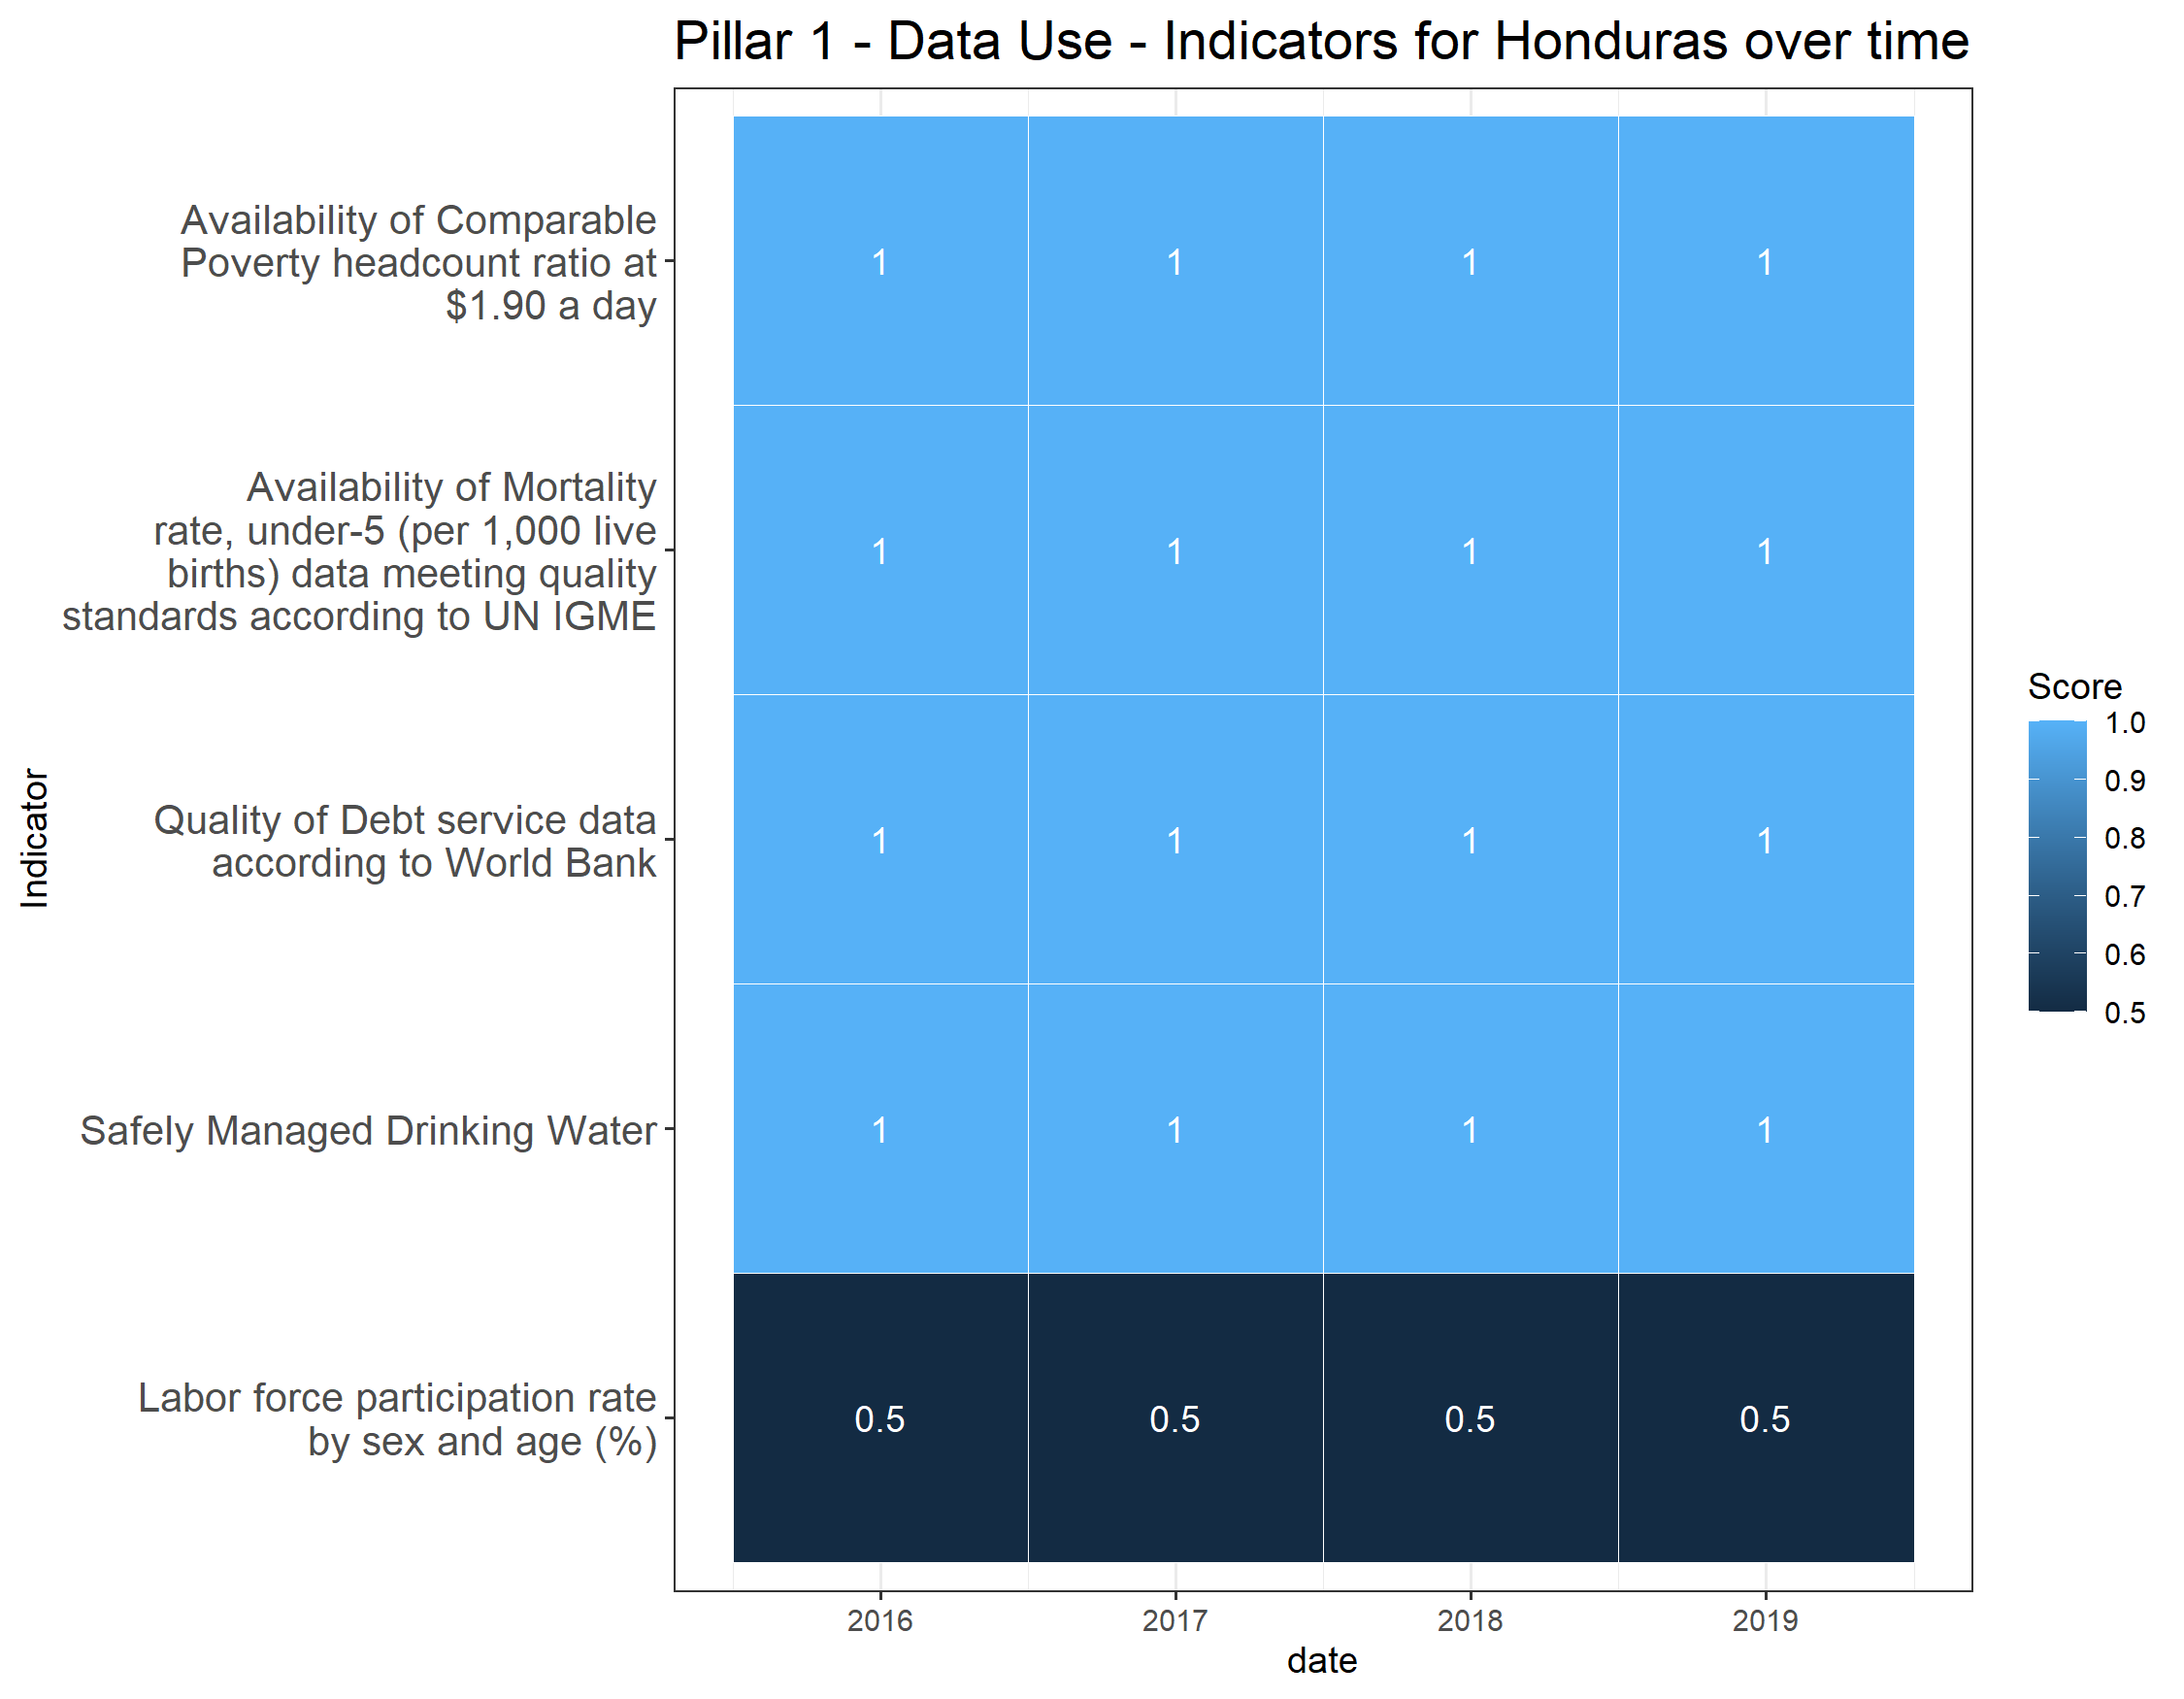 Pillar 1 - Data Use - Indicators for Honduras over time
Indicator
Availability of Comparable
Poverty headcount ratio at
$1.90 a day
1 1 1 1
Availability of Mortality
rate, under-5 (per 1,000 live
births) data meeting quality
standards according to UN IGME
1 1 1 1
Quality of Debt service data
according to World Bank
1 1 1 1
Safely Managed Drinking Water
1 1 1 1
Labor force participation rate
by sex and age (%)
0.5 0.5 0.5 0.5
2016 2017 2018 2019
date
Score
1.0
0.9
0.8
0.7
0.6
0.5